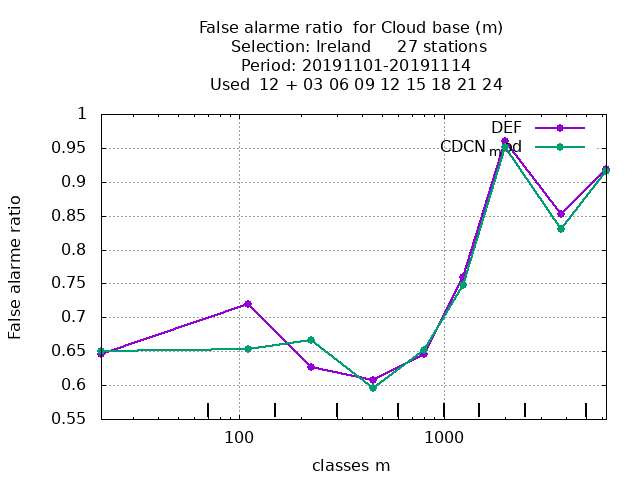 False alarme ratio  for Cloud base (m)
Selection: Ireland     27 stations
Period: 20191101-20191114
Used  12 + 03 06 09 12 15 18 21 24
DEF
CDCN mod
1
0.95
0.9
0.85
0.8
0.75
0.7
0.65
0.6
0.55
False alarme ratio
100
1000
classes m